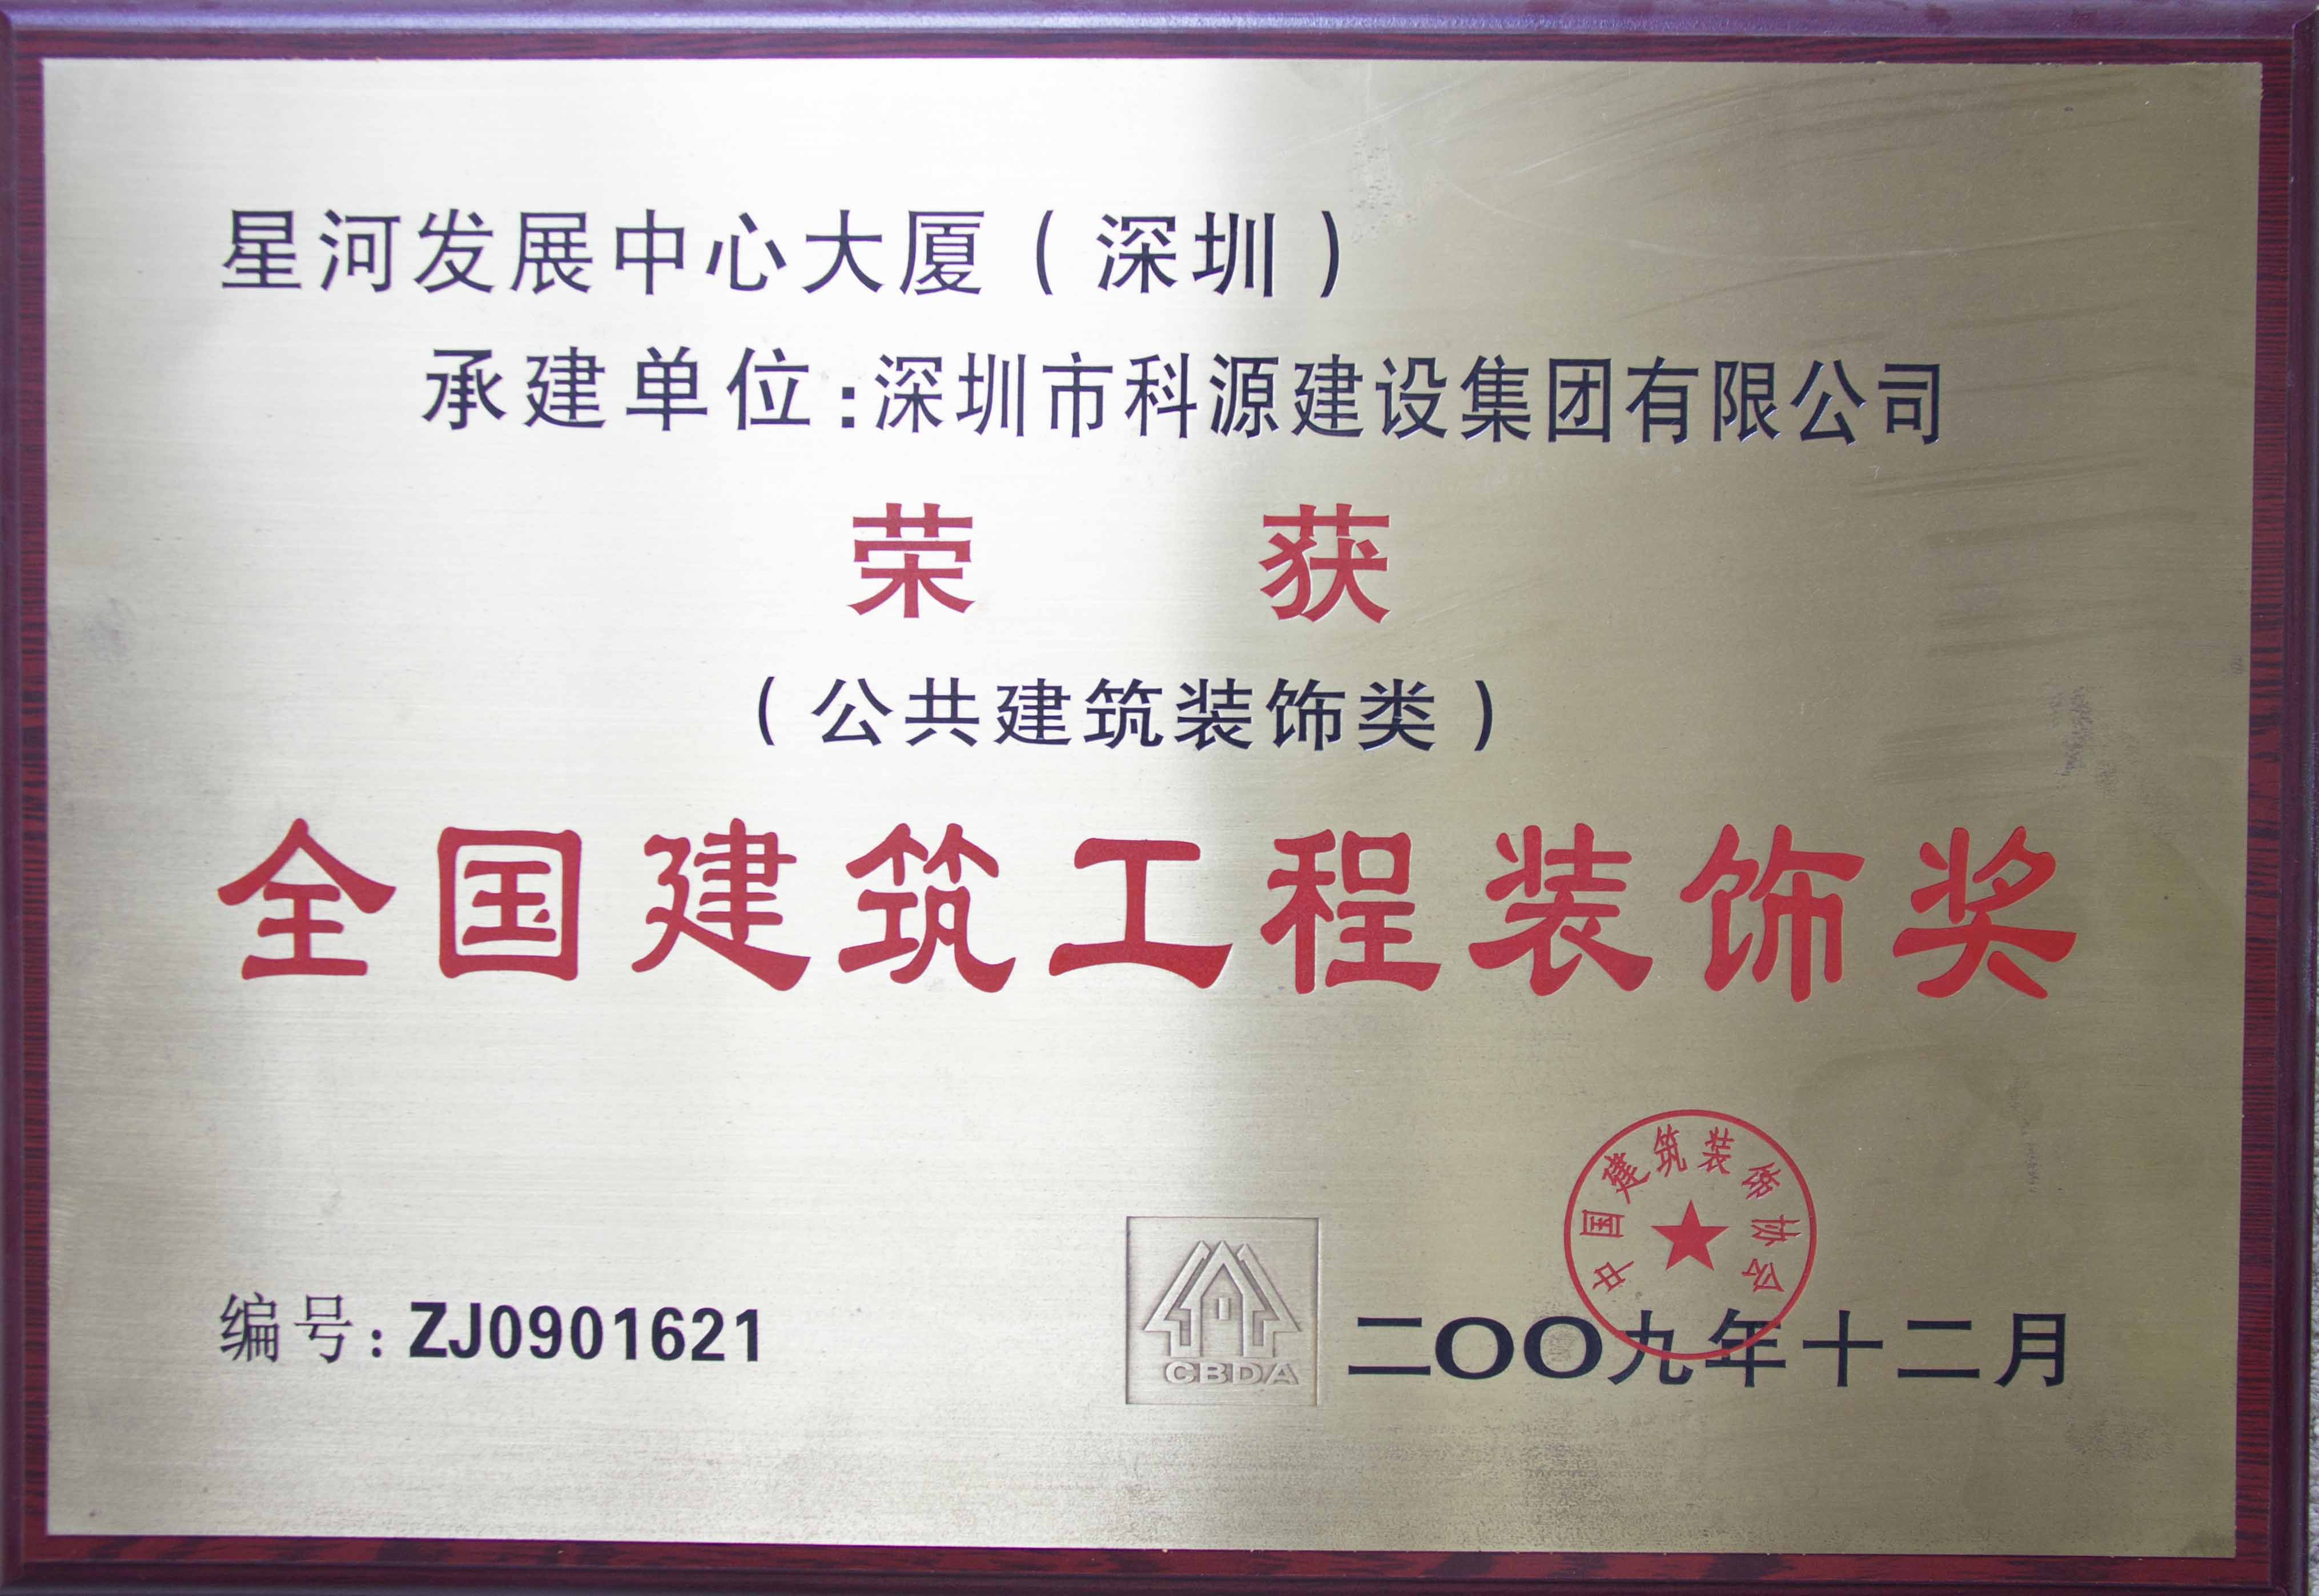 星河发展中心大厦（深圳）
承建单位:深圳市科源建设集团有限公司
荣 获
（公共建筑装饰类）
全国建筑工程装饰奖
中国建筑装饰协会
编号: ZJ0901621
CBDA
二OO九年十二月